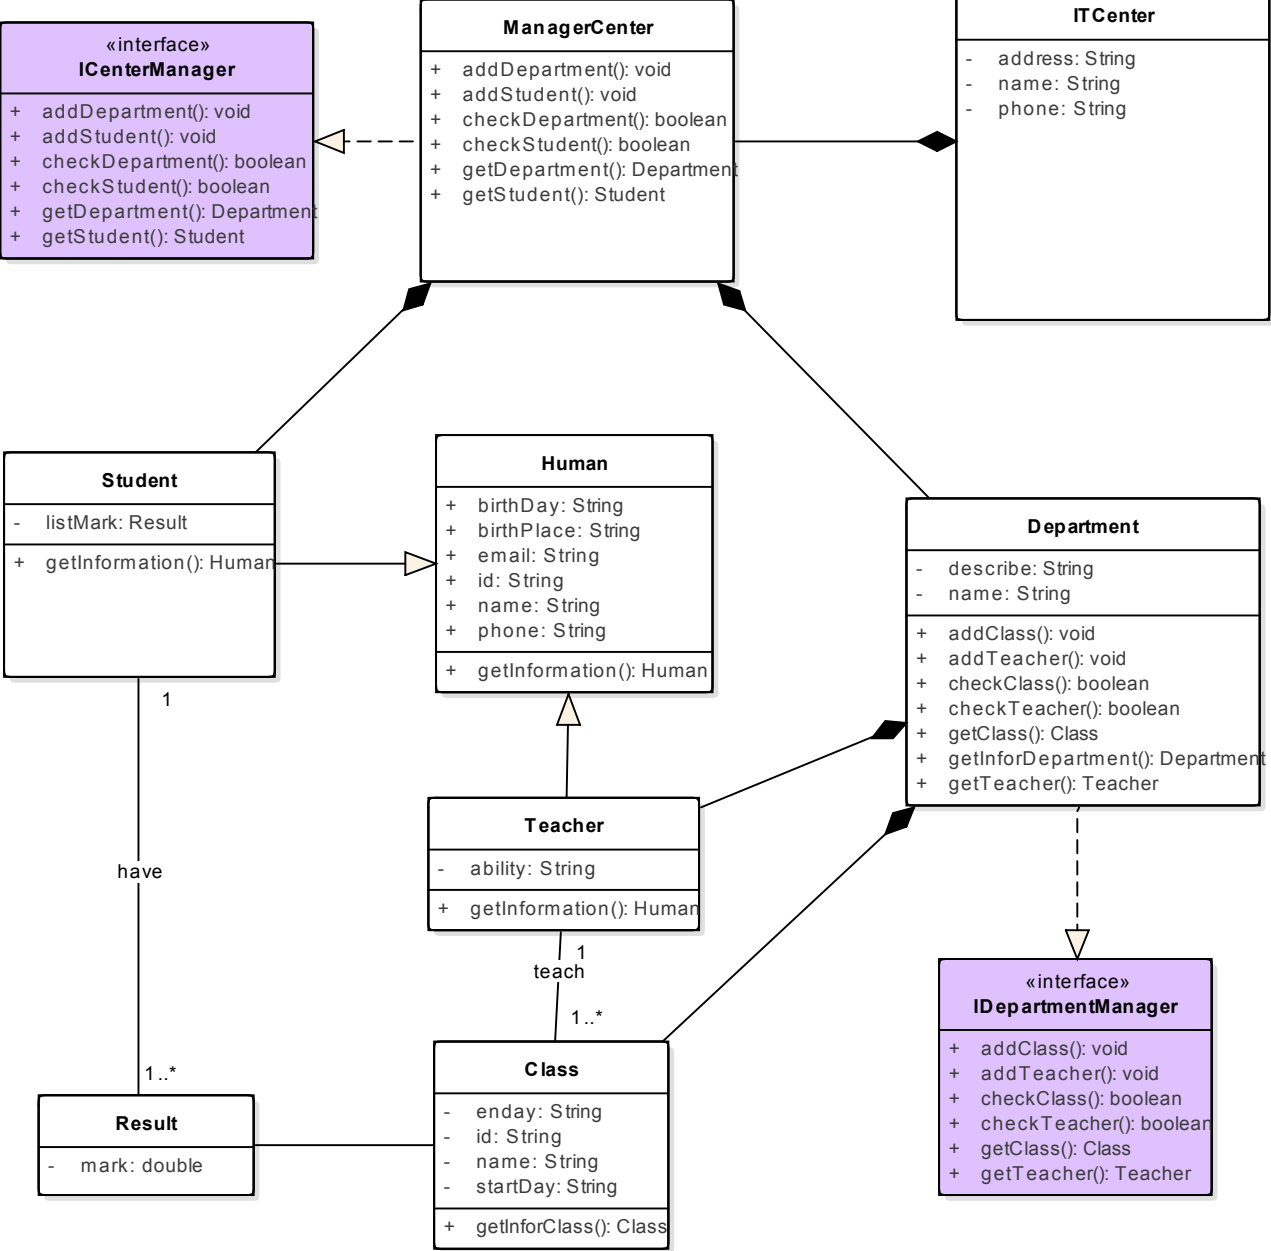 «interface»
ICenterManager
+ addDepartment(): void
+ addStudent(): void
+ checkDepartment(): boolean
+ checkStudent(): boolean
+ getDepartment(): Department
+ getStudent(): Student
ManagerCenter
+ addDepartment(): void
+ addStudent(): void
+ checkDepartment(): boolean
+ checkStudent(): boolean
+ getDepartment(): Department
+ getStudent(): Student
ITCenter
- address: String
- name: String
- phone: String
Student
- listMark: Result
+ getInformation(): Human
Human
+ birthDay: String
+ birthPlace: String
+ email: String
+ id: String
+ name: String
+ phone: String
+ getInformation(): Human
Department
- describe: String
- name: String
+ addClass(): void
+ addTeacher(): void
+ checkClass(): boolean
+ checkTeacher(): boolean
+ getClass(): Class
+ getInforDepartment(): Department
+ getTeacher(): Teacher
1
have
1..*
Teacher
- ability: String
+ getInformation(): Human
1
teach
1..*
Result
- mark: double
Class
- enday: String
- id: String
- name: String
- startDay: String
+ getInforClass(): Class
«interface»
IDepartmentManager
+ addClass(): void
+ addTeacher(): void
+ checkClass(): boolean
+ checkTeacher(): boolean
+ getClass(): Class
+ getTeacher(): Teacher